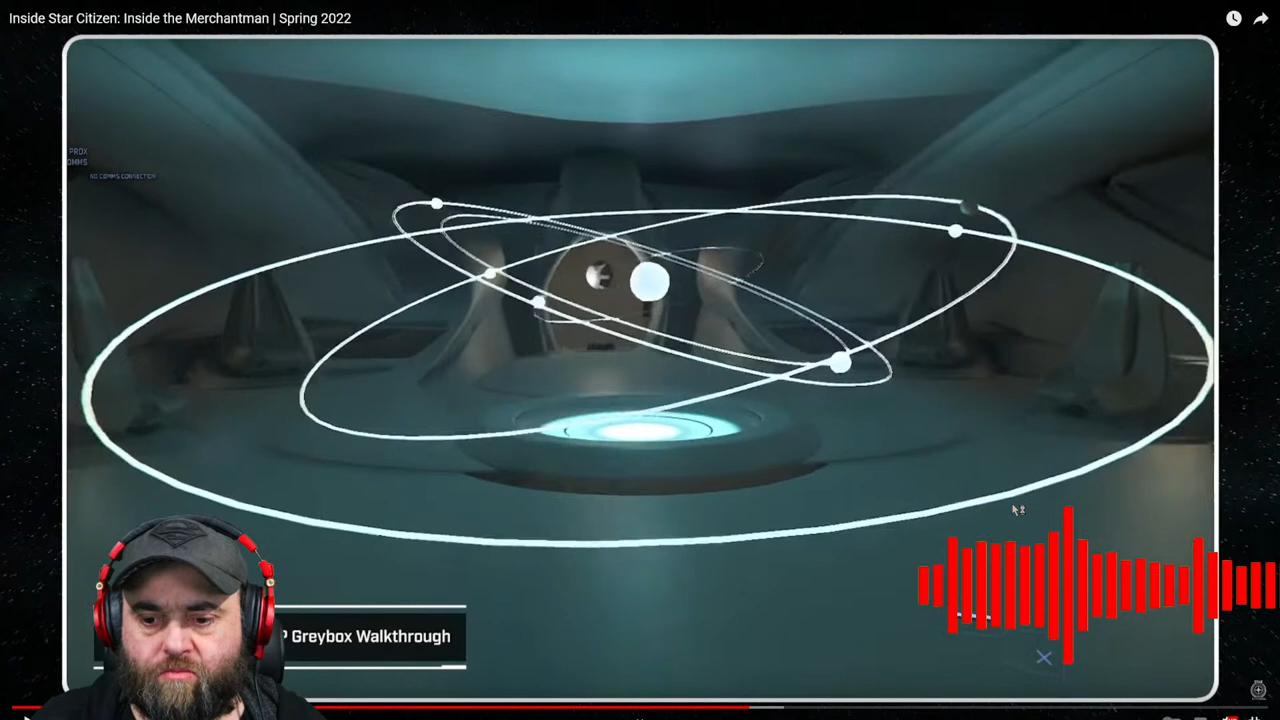 Inside Star Citizen: Inside the Merchantman | Spring 2022
PROX
OMMS
NO COMMS CONNECTION
P Greybox Walkthrough